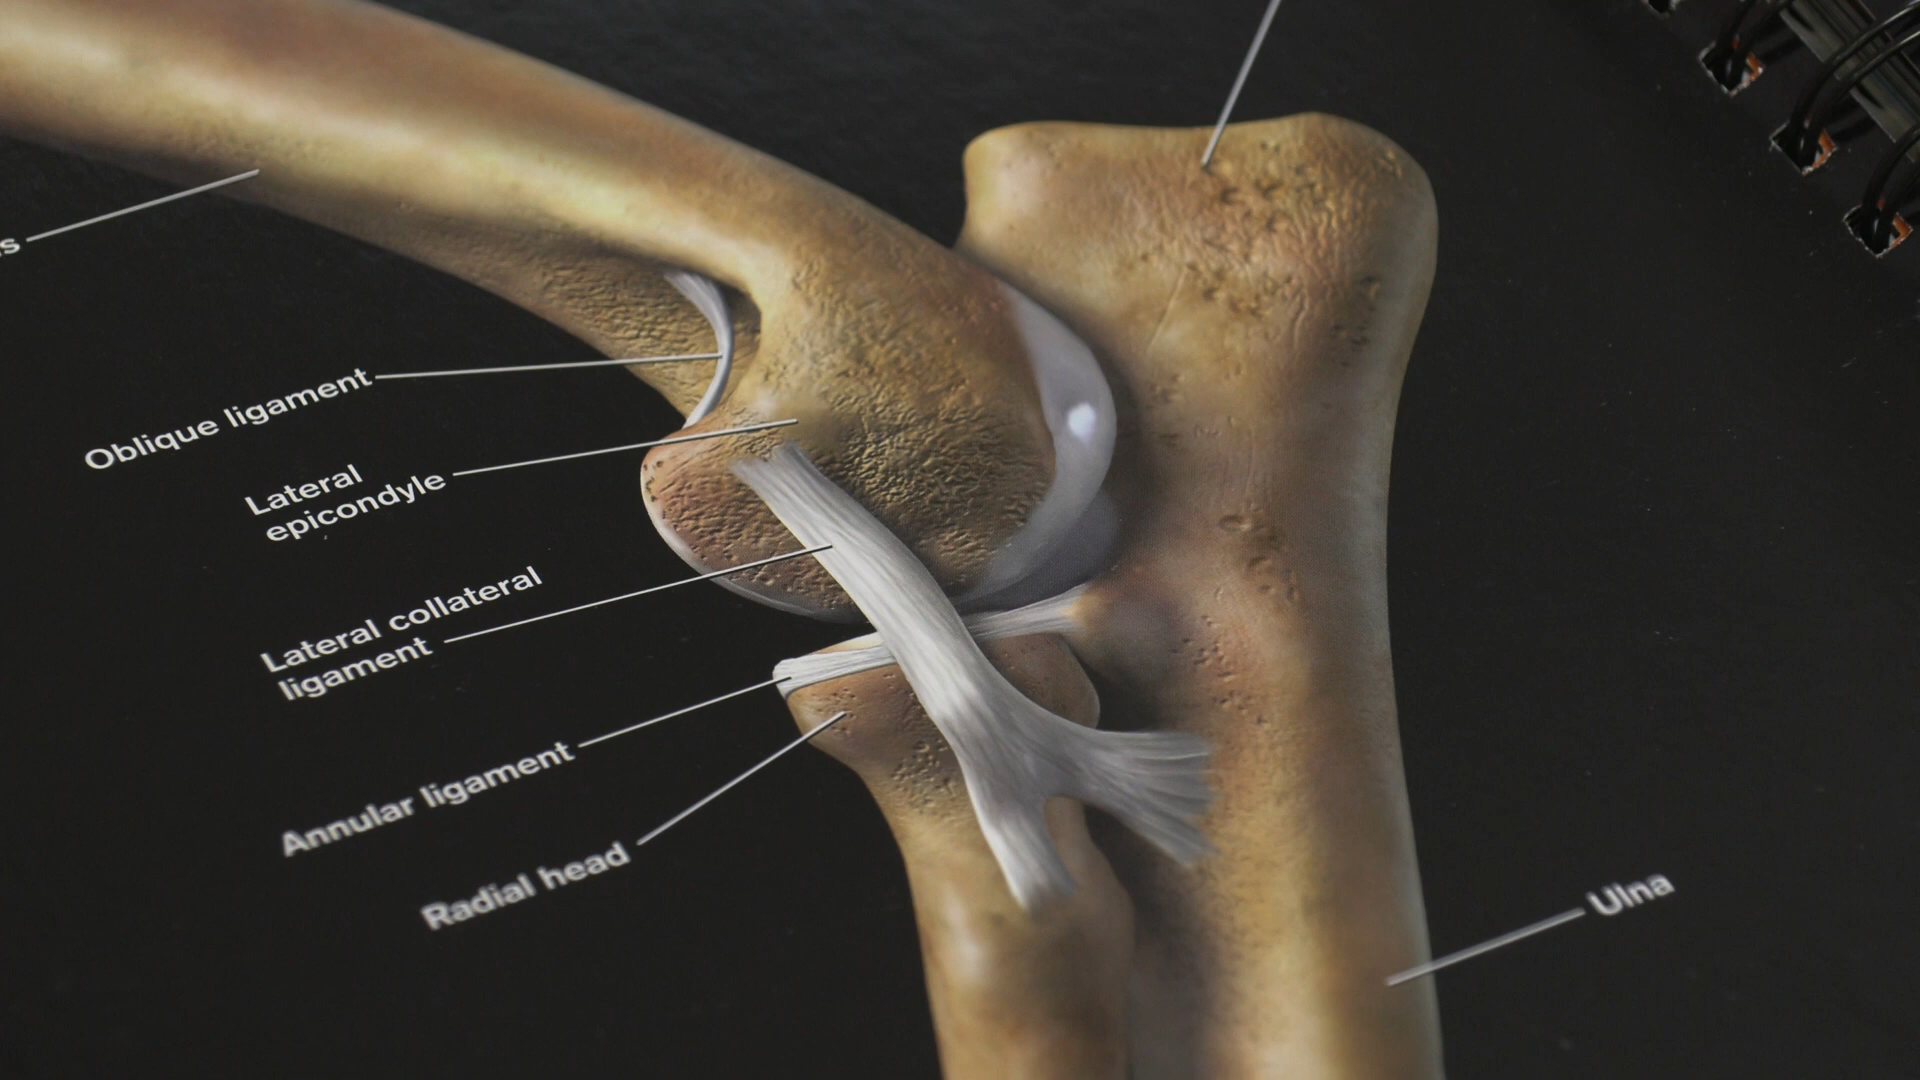 s
Oblique ligament
Lateral
epicondyle
Lateral collateral
ligament
Annular ligament
Radial head
Ulna